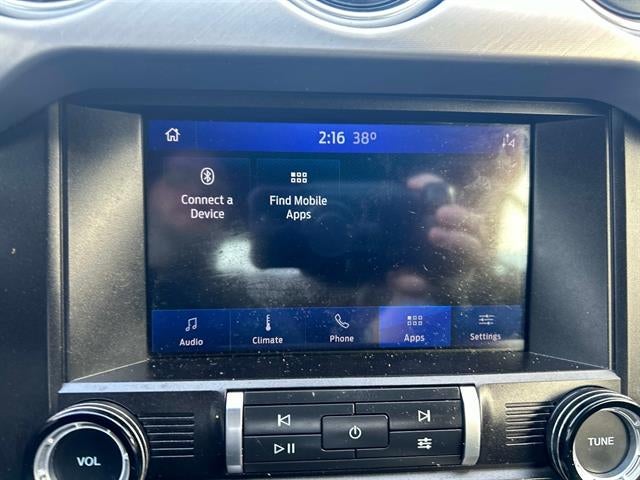 2:16 38°
Connect a
Device
Find Mobile
Apps
Audio
Climate
Phone
Apps
Settings
VOL
TUNE